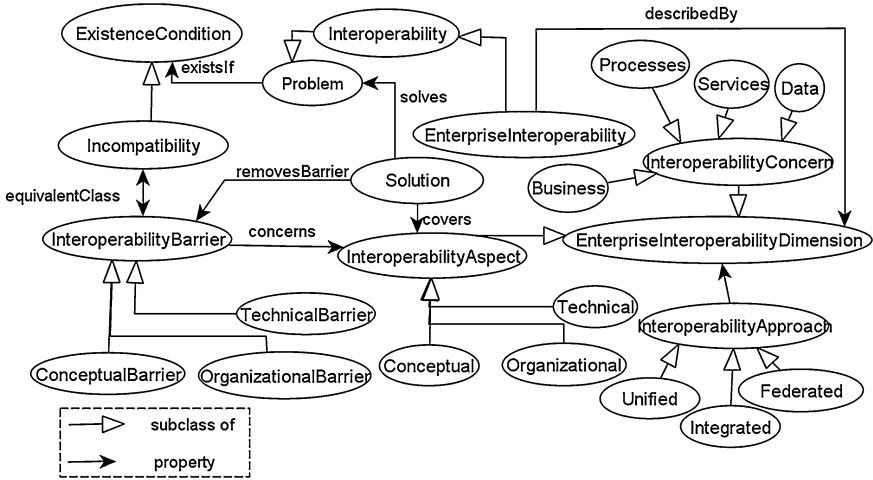 describedBy
ExistenceCondition
Interoperability
existsIf
Problem
Processes
Services
Data
solves
EnterpriseInteroperability
Incompatibility
InteroperabilityConcern
removesBarrier
Solution
Business
equivalentClass
covers
InteroperabilityBarrier
concerns
InteroperabilityAspect
EnterpriseInteroperabilityDimension
TechnicalBarrier
Technical
InteroperabilityApproach
ConceptualBarrier
OrganizationalBarrier
Conceptual
Organizational
Unified
Federated
Integrated
subclass of
property